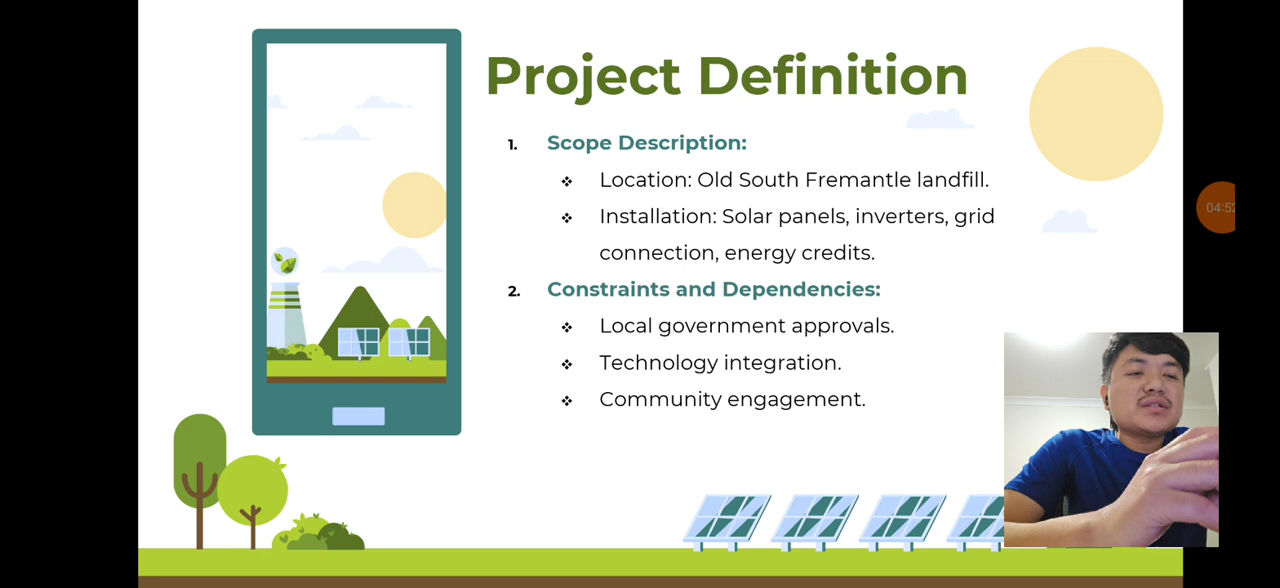 Project Definition
1. Scope Description:
❖ Location: Old South Fremantle landfill.
❖ Installation: Solar panels, inverters, grid
connection, energy credits.
2. Constraints and Dependencies:
❖ Local government approvals.
❖ Technology integration.
❖ Community engagement.
04:52